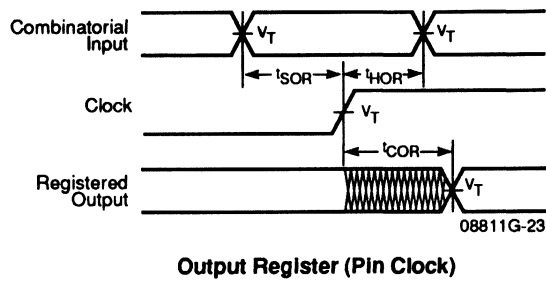 Combinatorial
Input
VT
VT
tSOR
tHOR
Clock
VT
tCOR
Registered
Output
VT
08811G-23
Output Register (Pin Clock)